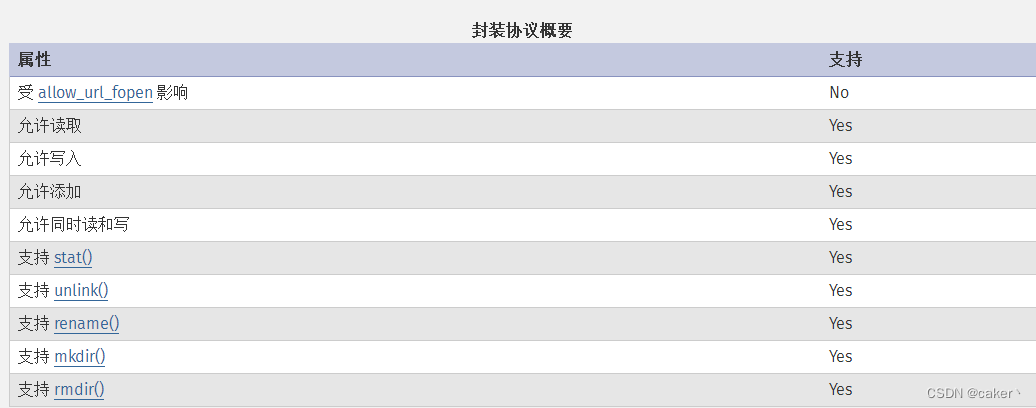 封装协议概要
属性 支持
受 allow_url_fopen 影响 No
允许读取 Yes
允许写入 Yes
允许添加 Yes
允许同时读和写 Yes
支持 stat() Yes
支持 unlink() Yes
支持 rename() Yes
支持 mkdir() Yes
支持 rmdir() Yes
CSDN @caker丶